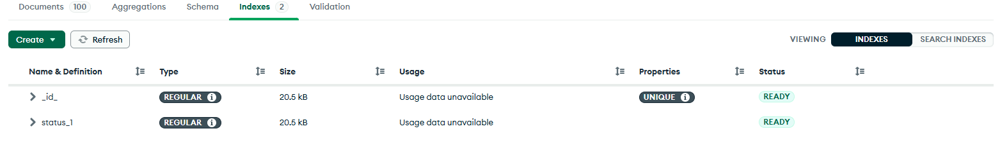 Documents 100 Aggregations Schema Indexes 2 Validation
Create Refresh VIEWING INDEXES SEARCH INDEXES
Name & Definition Type Size Usage Properties Status
_id_ REGULAR i 20.5 kB Usage data unavailable UNIQUE i READY
status_1 REGULAR i 20.5 kB Usage data unavailable READY